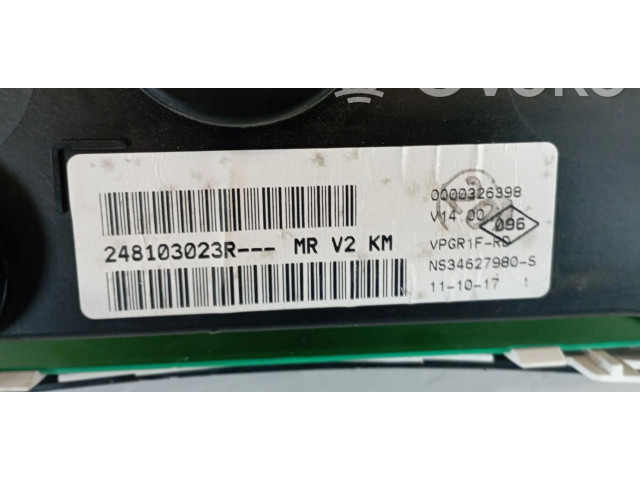 0000326398
V14.00
096
248103023R--- MR V2 KM
VPGR1F-RD
NS34627980-S
11-10-17 1